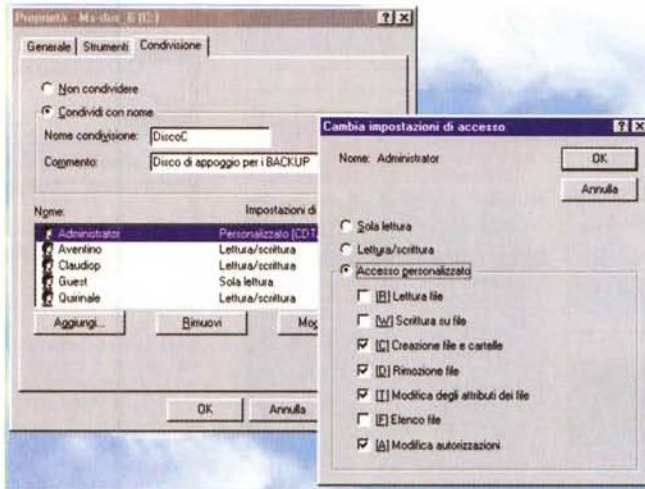 Proprietà - Ms-dos_6 (C:)
Generale
Strumenti
Condivisione
Non condividere
Condividi con nome
Nome condivisione: DiscoC
Commento: Disco di appoggio per i BACKUP
Nome: Impostazioni di
Administrator Personalizzato (CDT,
Aventino Lettura/scrittura
Claudiop Lettura/scrittura
Guest Sola lettura
Quirinale Lettura/scrittura
Aggiungi... Rimuovi
OK Annulla
Cambia impostazioni di accesso
Nome: Administrator
OK
Annulla
Sola lettura
Lettura/scrittura
Accesso personalizzato
[R] Lettura file
[W] Scrittura su file
[C] Creazione file e cartelle
[D] Rimozione file
[T] Modifica degli attributi dei file
[F] Elenco file
[A] Modifica autorizzazioni